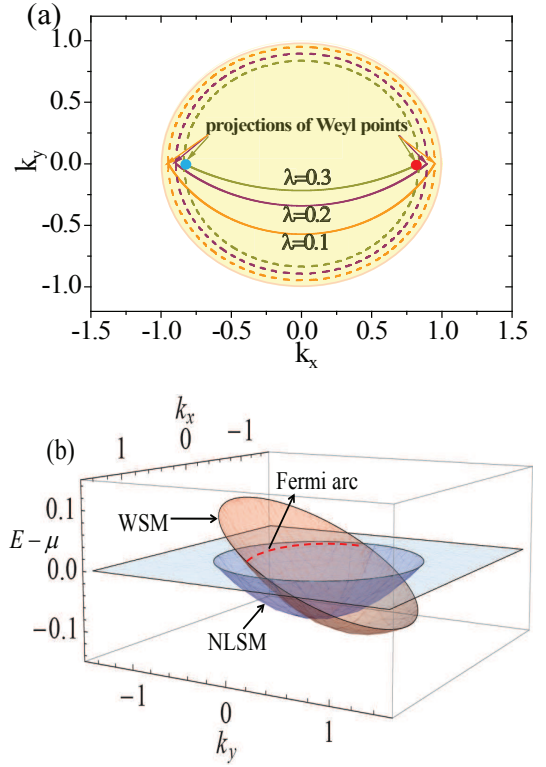 (a)
1.0
0.5
0.0
-0.5
-1.0
k_y
projections of Weyl points
λ=0.3
λ=0.2
λ=0.1
-1.5 -1.0 -0.5 0.0 0.5 1.0 1.5
k_x
(b)
k_x
1 0 -1
Fermi arc
WSM
0.1
E − μ
0.0
−0.1
NLSM
−1 0 1
k_y